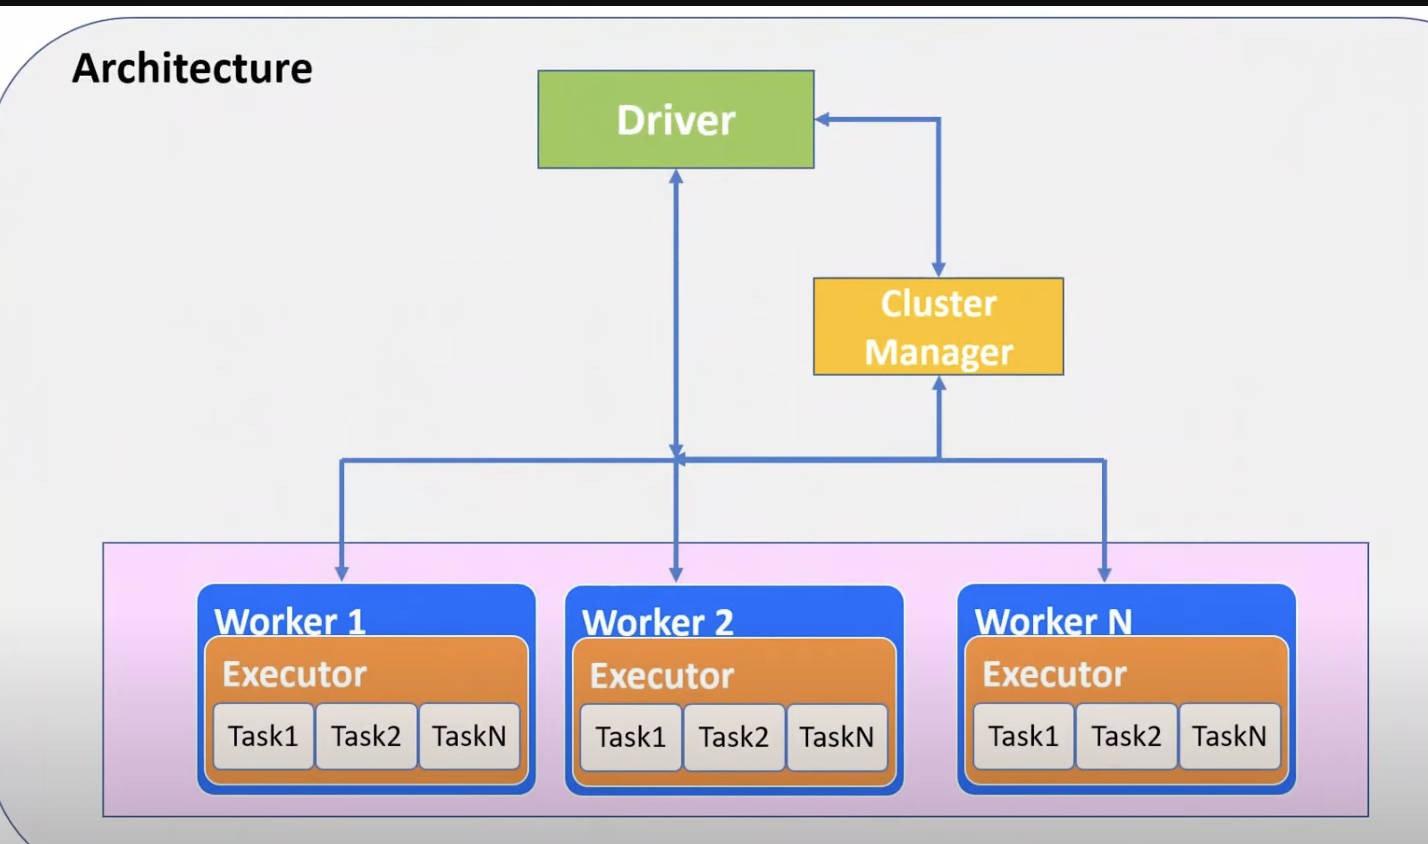 Architecture
Driver
Cluster
Manager
Worker 1
Executor
Task1
Task2
TaskN
Worker 2
Executor
Task1
Task2
TaskN
Worker N
Executor
Task1
Task2
TaskN